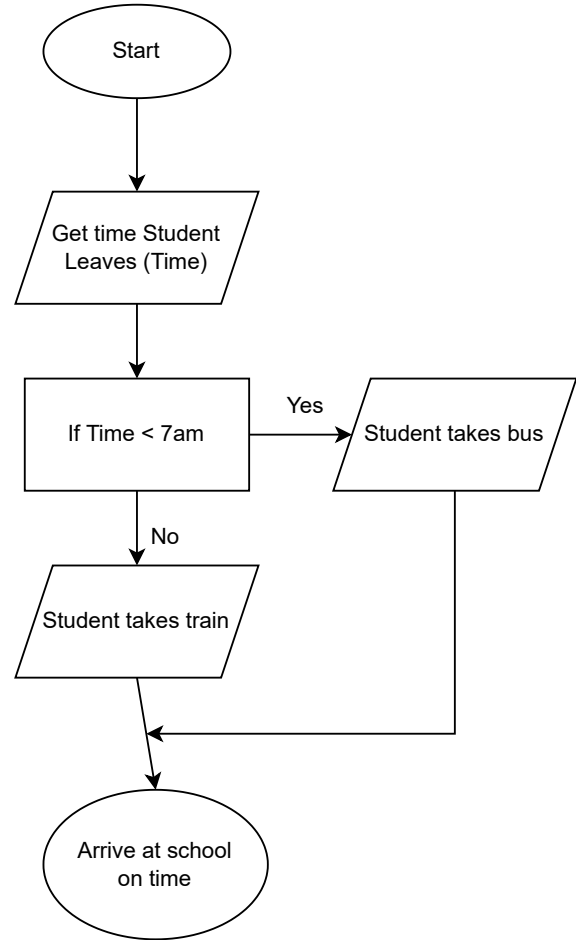 Start
Get time Student
Leaves (Time)
If Time < 7am
Yes
Student takes bus
No
Student takes train
Arrive at school
on time